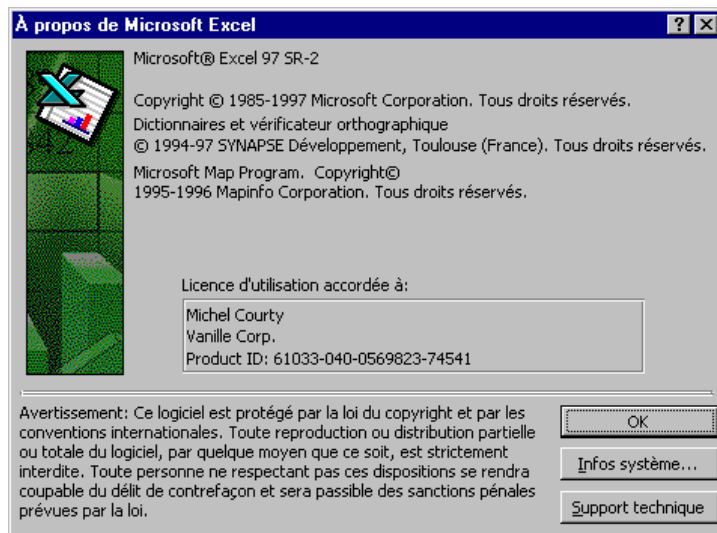 À propos de Microsoft Excel
Microsoft® Excel 97 SR-2
Copyright © 1985-1997 Microsoft Corporation. Tous droits réservés.
Dictionnaires et vérificateur orthographique
© 1994-97 SYNAPSE Développement, Toulouse (France). Tous droits réservés.
Microsoft Map Program. Copyright©
1995-1996 Mapinfo Corporation. Tous droits réservés.
Licence d'utilisation accordée à:
Michel Courty
Vanille Corp.
Product ID: 61033-040-0569823-74541
Avertissement: Ce logiciel est protégé par la loi du copyright et par les
conventions internationales. Toute reproduction ou distribution partielle
ou totale du logiciel, par quelque moyen que ce soit, est strictement
interdite. Toute personne ne respectant pas ces dispositions se rendra
coupable du délit de contrefaçon et sera passible des sanctions pénales
prévues par la loi.
OK
Infos système...
Support technique